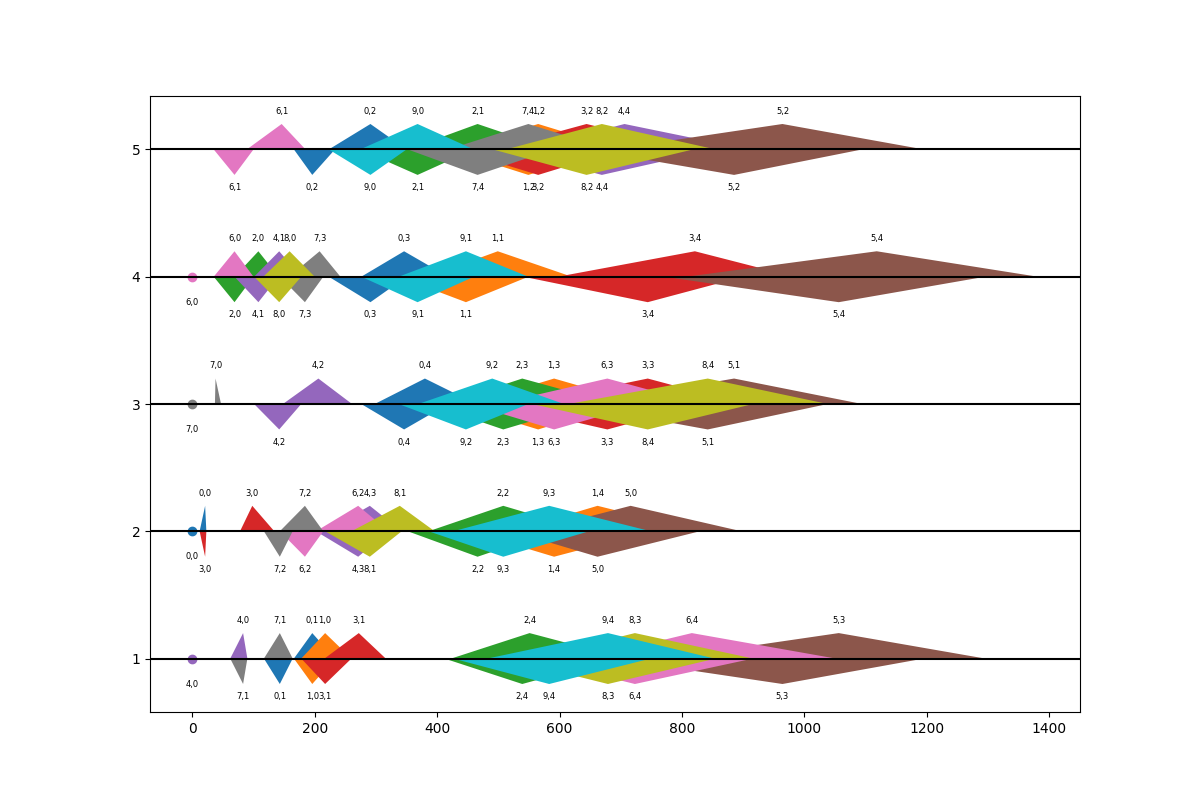 6,1 0,2 9,0 2,1 7,4 1,2 3,2 8,2 4,4 5,2
5
6,1 0,2 9,0 2,1 7,4 1,2 3,2 8,2 4,4 5,2
6,0 2,0 4,1 8,0 7,3 0,3 9,1 1,1 3,4 5,4
4
6,0 2,0 4,1 8,0 7,3 0,3 9,1 1,1 3,4 5,4
7,0 4,2 0,4 9,2 2,3 1,3 6,3 3,3 8,4 5,1
3
7,0 4,2 0,4 9,2 2,3 1,3 6,3 3,3 8,4 5,1
0,0 3,0 7,2 6,2 4,3 8,1 2,2 9,3 1,4 5,0
2
0,0 3,0 7,2 6,2 4,3 8,1 2,2 9,3 1,4 5,0
4,0 7,1 0,1 1,0 3,1 2,4 9,4 8,3 6,4 5,3
1
4,0 7,1 0,1 1,0 3,1 2,4 9,4 8,3 6,4 5,3
0 200 400 600 800 1000 1200 1400